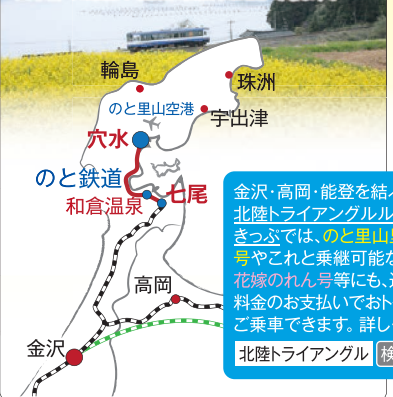 輪島
珠洲
のと里山空港
宇出津
穴水
のと鉄道
七尾
和倉温泉
金沢・高岡・能登を結
北陸トライアングルル
きっぷでは、のと里山
号やこれと乗継可能な
花嫁のれん号等にも、
料金のお支払いでおト
ご乗車できます。詳し
北陸トライアングル
高岡
金沢